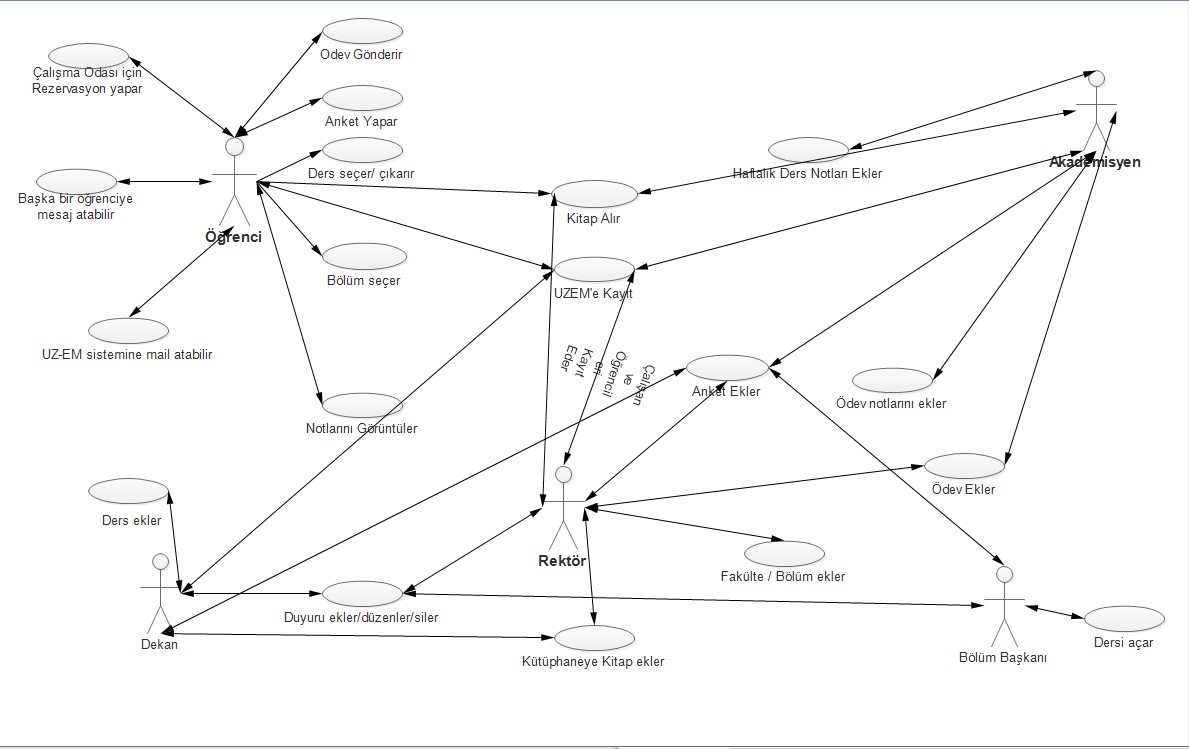 Ödev Gönderir
Çalışma Odası için
Rezervasyon yapar
Anket Yapar
Akademisyen
Ders seçer/ çıkarır
Haftalık Ders Notları Ekler
Başka bir öğrenciye
mesaj atabilir
Kitap Alır
Öğrenci
Bölüm seçer
UZEM'e Kayıt
UZ-EM sistemine mail atabilir
Çalışan
ve
Öğrencil
eri
Kayıt
Eder
Anket Ekler
Ödev notlarını ekler
Notlarını Görüntüler
Ödev Ekler
Ders ekler
Rektör
Fakülte / Bölüm ekler
Duyuru ekler/düzenler/siler
Dekan
Dersi açar
Bölüm Başkanı
Kütüphaneye Kitap ekler